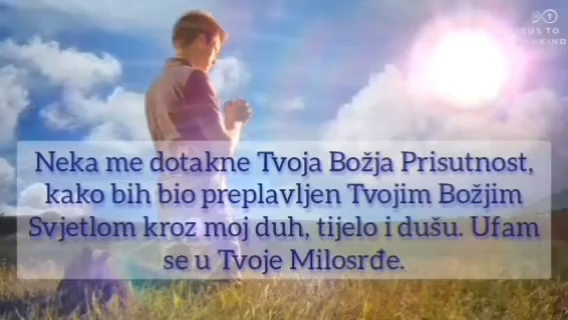 Neka me dotakne Tvoja Božja Prisutnost,
kako bih bio preplavljen Tvojim Božjim
Svjetlom kroz moj duh, tijelo i dušu. Ufam
se u Tvoje Milosrđe.